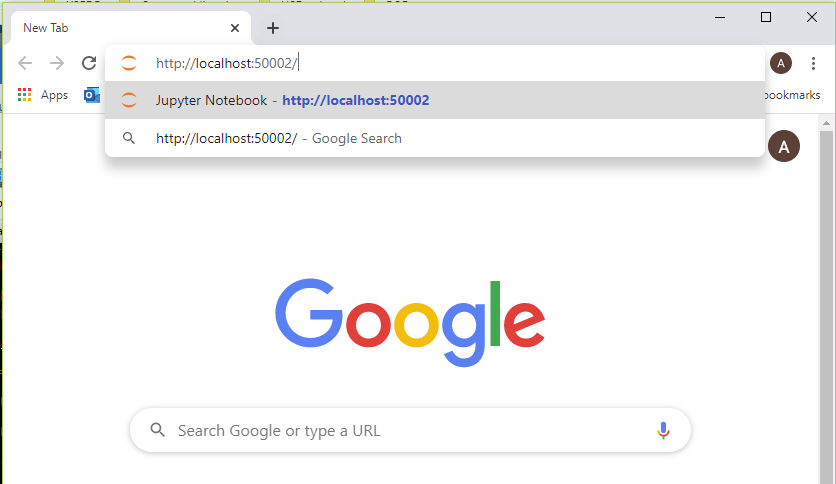 New Tab
http://localhost:50002/
A
Apps
bookmarks
Jupyter Notebook - http://localhost:50002
http://localhost:50002/ - Google Search
A
Google
Search Google or type a URL